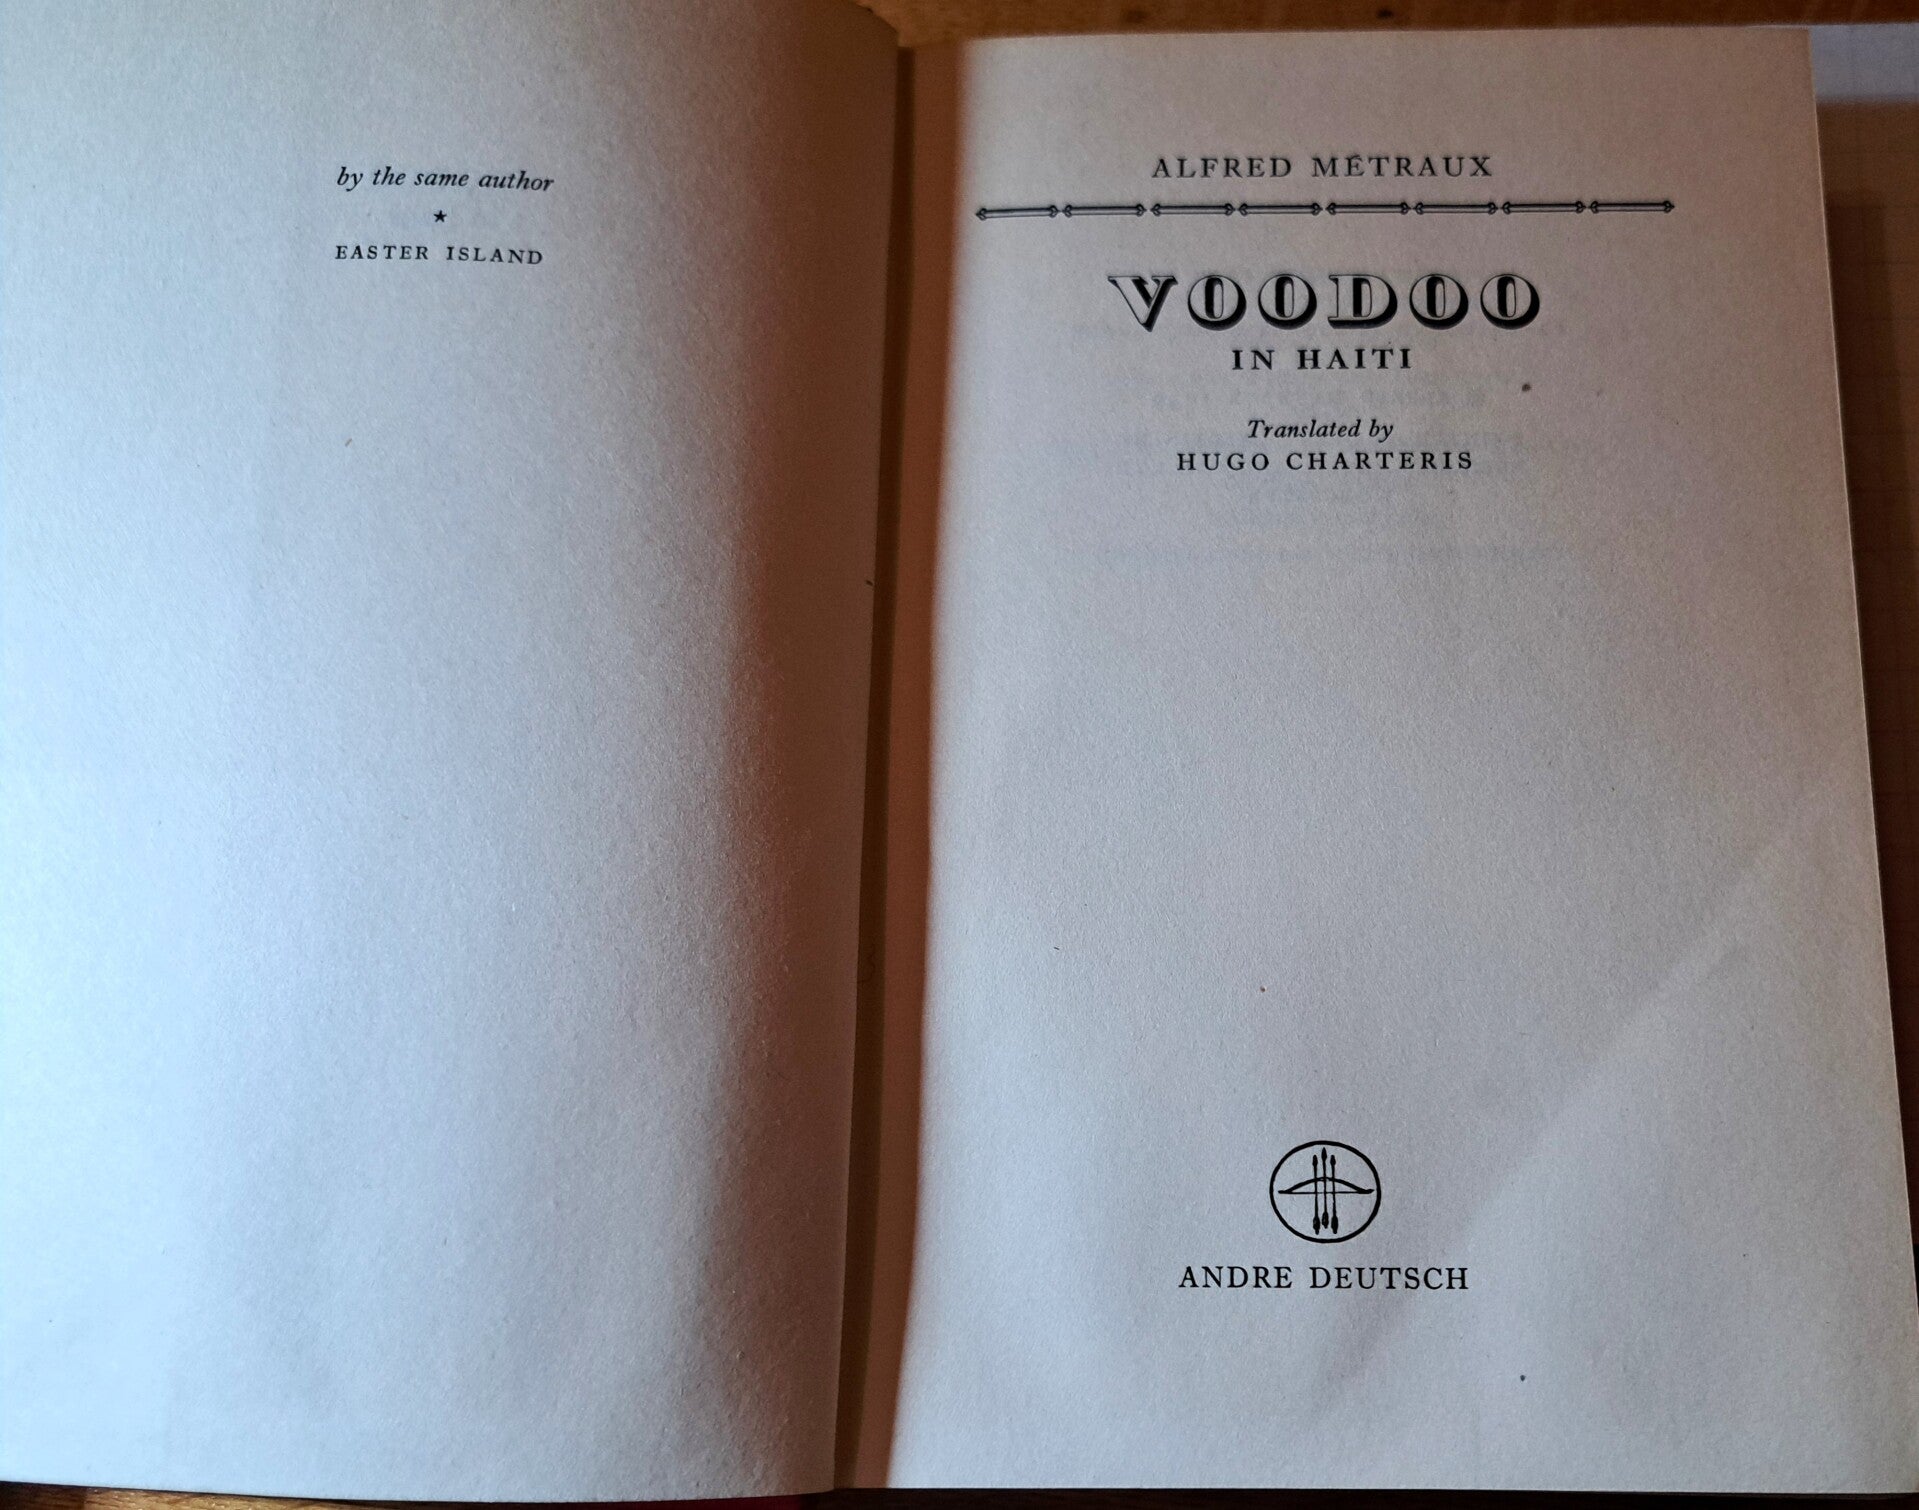 by the same author
★
EASTER ISLAND
ALFRED MÉTRAUX
VOODOO
IN HAITI
Translated by
HUGO CHARTERIS
ANDRE DEUTSCH